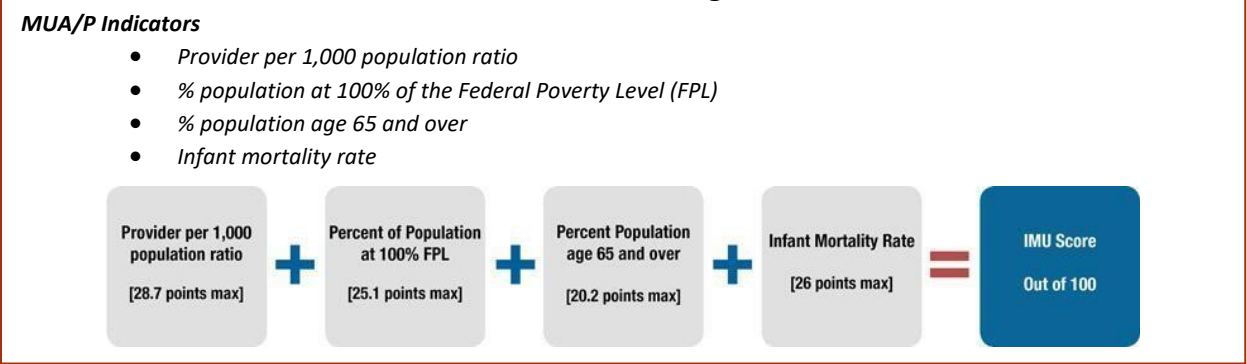 MUA/P Indicators
• Provider per 1,000 population ratio
• % population at 100% of the Federal Poverty Level (FPL)
• % population age 65 and over
• Infant mortality rate
Provider per 1,000
population ratio
[28.7 points max]
+
Percent of Population
at 100% FPL
[25.1 points max]
+
Percent Population
age 65 and over
[20.2 points max]
+
Infant Mortality Rate
[26 points max]
=
IMU Score
Out of 100